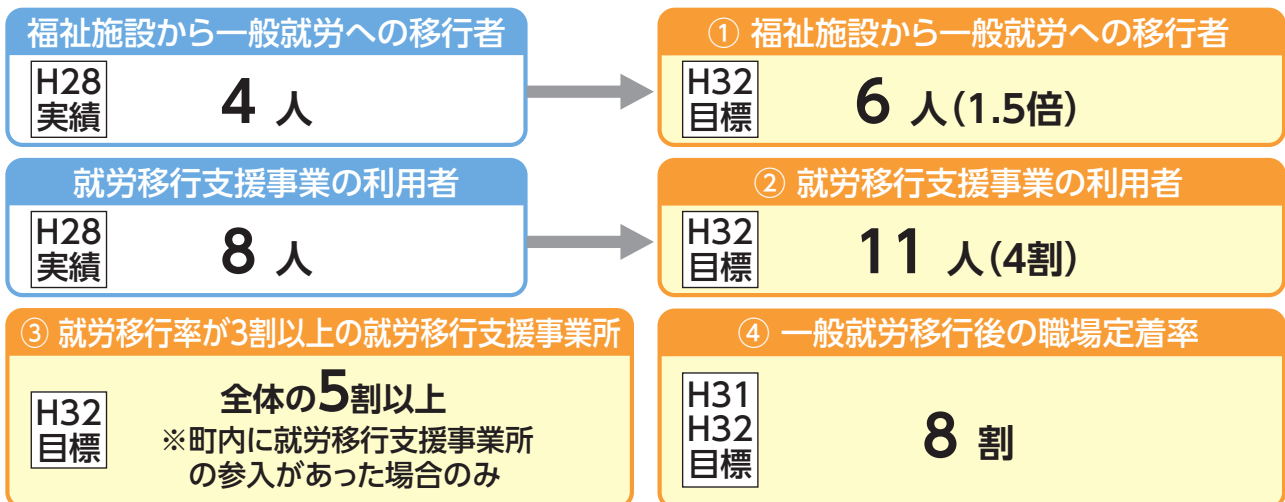 福祉施設から一般就労への移行者
H28
実績
4 人
① 福祉施設から一般就労への移行者
H32
目標
6 人(1.5倍)
就労移行支援事業の利用者
H28
実績
8 人
② 就労移行支援事業の利用者
H32
目標
11 人(4割)
③ 就労移行率が3割以上の就労移行支援事業所
H32
目標
全体の5割以上
※町内に就労移行支援事業所
の参入があった場合のみ
④ 一般就労移行後の職場定着率
H31
H32
目標
8 割